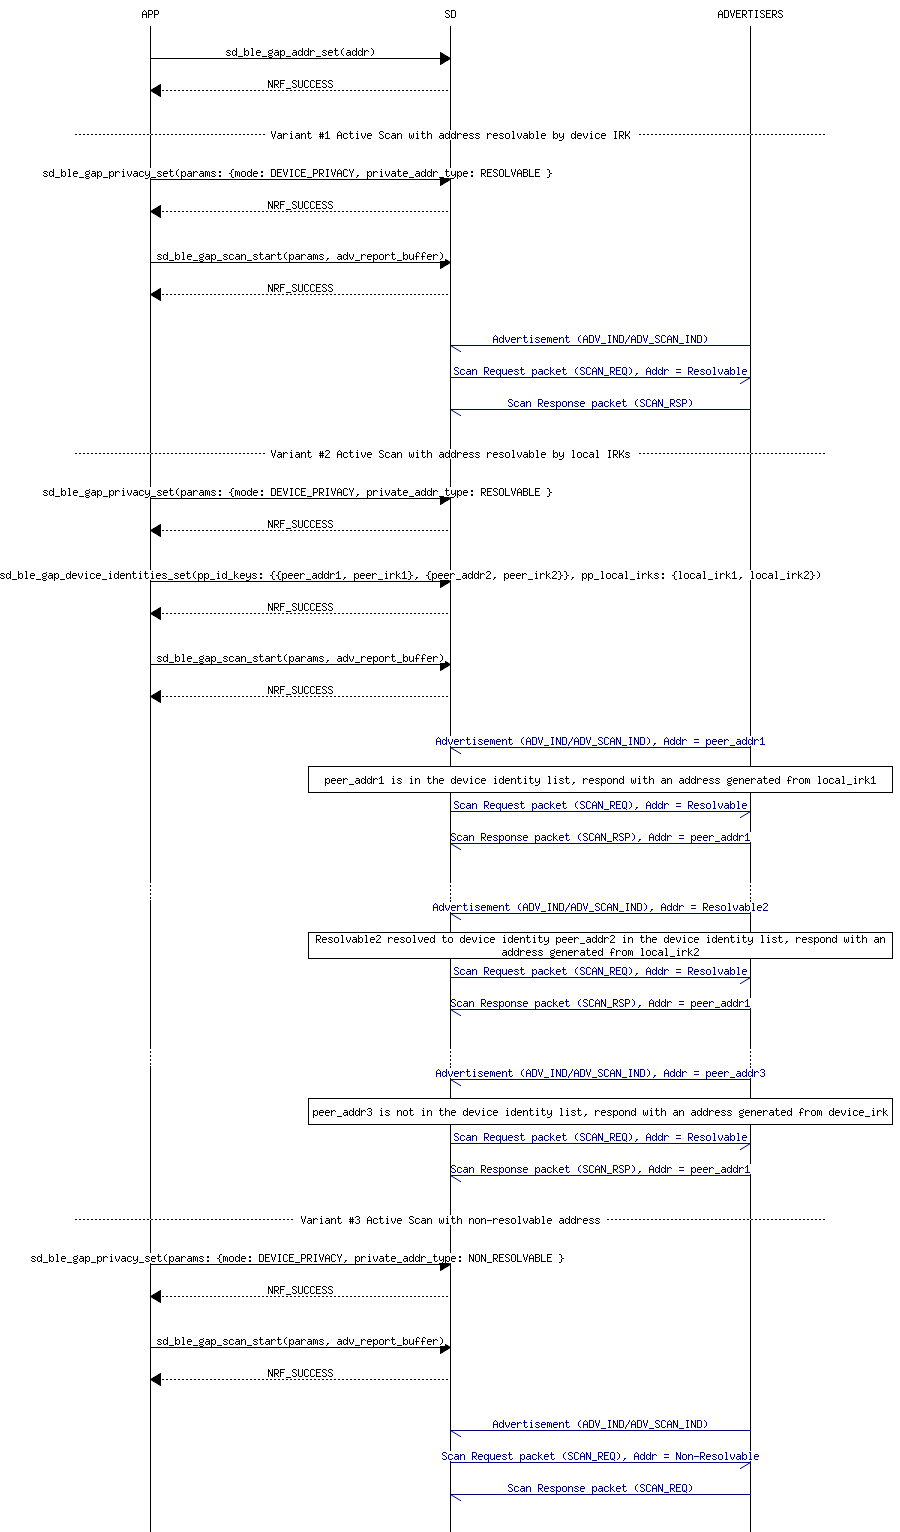 APP SD ADVERTISERS
sd_ble_gap_addr_set(addr)
NRF_SUCCESS
Variant #1 Active Scan with address resolvable by device IRK
sd_ble_gap_privacy_set(params: {mode: DEVICE_PRIVACY, private_addr_type: RESOLVABLE }
NRF_SUCCESS
sd_ble_gap_scan_start(params, adv_report_buffer)
NRF_SUCCESS
Advertisement (ADV_IND/ADV_SCAN_IND)
Scan Request packet (SCAN_REQ), Addr = Resolvable
Scan Response packet (SCAN_RSP)
Variant #2 Active Scan with address resolvable by local IRKs
sd_ble_gap_privacy_set(params: {mode: DEVICE_PRIVACY, private_addr_type: RESOLVABLE }
NRF_SUCCESS
sd_ble_gap_device_identities_set(pp_id_keys: {{peer_addr1, peer_irk1}, {peer_addr2, peer_irk2}}, pp_local_irks: {local_irk1, local_irk2})
NRF_SUCCESS
sd_ble_gap_scan_start(params, adv_report_buffer)
NRF_SUCCESS
Advertisement (ADV_IND/ADV_SCAN_IND), Addr = peer_addr1
peer_addr1 is in the device identity list, respond with an address generated from local_irk1
Scan Request packet (SCAN_REQ), Addr = Resolvable
Scan Response packet (SCAN_RSP), Addr = peer_addr1
Advertisement (ADV_IND/ADV_SCAN_IND), Addr = Resolvable2
Resolvable2 resolved to device identity peer_addr2 in the device identity list, respond with an
address generated from local_irk2
Scan Request packet (SCAN_REQ), Addr = Resolvable
Scan Response packet (SCAN_RSP), Addr = peer_addr1
Advertisement (ADV_IND/ADV_SCAN_IND), Addr = peer_addr3
peer_addr3 is not in the device identity list, respond with an address generated from device_irk
Scan Request packet (SCAN_REQ), Addr = Resolvable
Scan Response packet (SCAN_RSP), Addr = peer_addr1
Variant #3 Active Scan with non-resolvable address
sd_ble_gap_privacy_set(params: {mode: DEVICE_PRIVACY, private_addr_type: NON_RESOLVABLE }
NRF_SUCCESS
sd_ble_gap_scan_start(params, adv_report_buffer)
NRF_SUCCESS
Advertisement (ADV_IND/ADV_SCAN_IND)
Scan Request packet (SCAN_REQ), Addr = Non-Resolvable
Scan Response packet (SCAN_REQ)